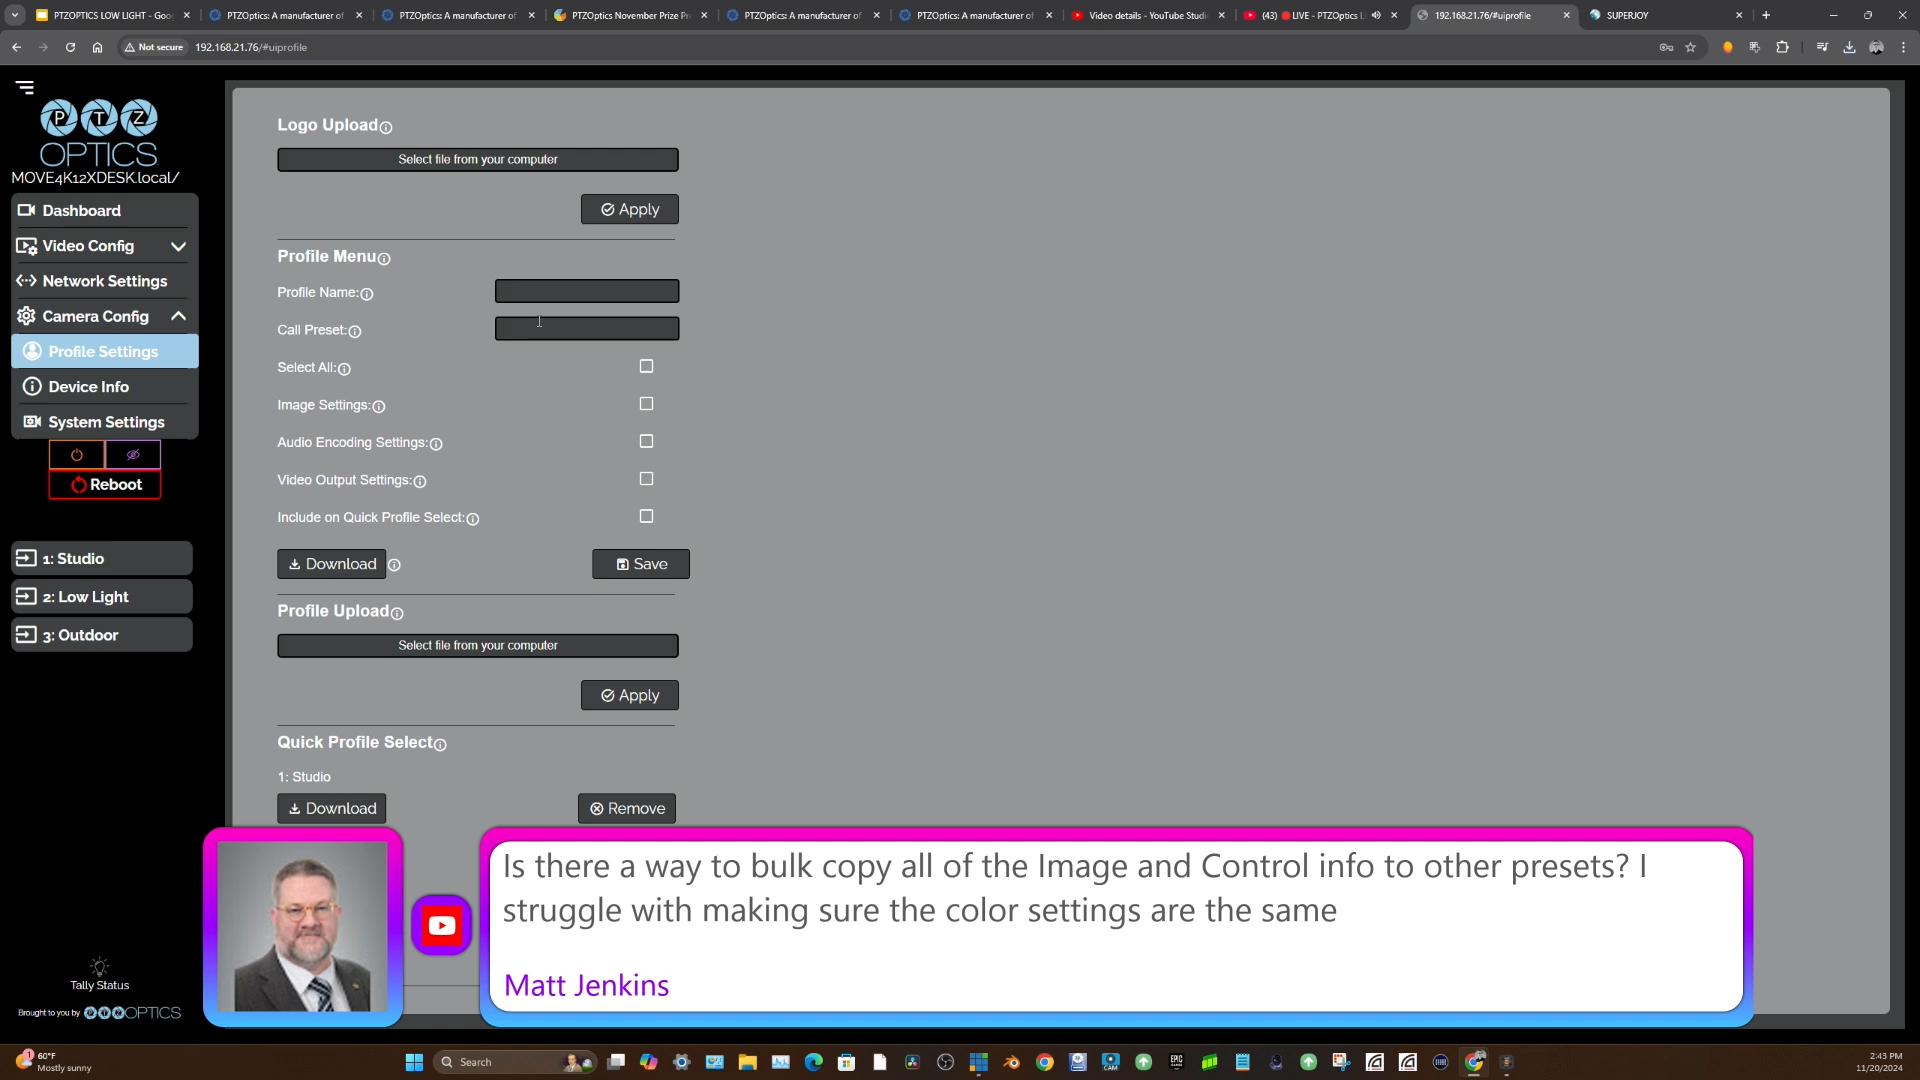 PTZOPTICS LOW LIGHT - Goo
PTZOptics: A manufacturer of
PTZOptics: A manufacturer of
PTZOptics November Prize Pr
PTZOptics: A manufacturer of
PTZOptics: A manufacturer of
Video details - YouTube Studi
(43) LIVE - PTZOptics L
192.168.21.76/#uiprofile
SUPERJOY
Not secure
192.168.21.76/#uiprofile
P T Z
OPTICS
MOVE4K12XDESK.local/
Dashboard
Video Config
Network Settings
Camera Config
Profile Settings
Device Info
System Settings
Reboot
1: Studio
2: Low Light
3: Outdoor
Tally Status
Brought to you by PTZOPTICS
Logo Upload
Select file from your computer
Apply
Profile Menu
Profile Name:
Call Preset:
Select All:
Image Settings:
Audio Encoding Settings:
Video Output Settings:
Include on Quick Profile Select:
Download
Save
Profile Upload
Select file from your computer
Apply
Quick Profile Select
1: Studio
Download
Remove
Is there a way to bulk copy all of the Image and Control info to other presets? I
struggle with making sure the color settings are the same
Matt Jenkins
1
60°F
Mostly sunny
Search
2:43 PM
11/20/2024